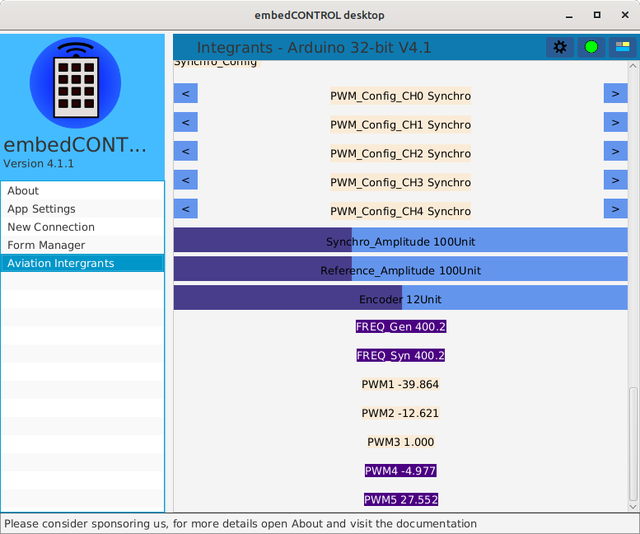 embedCONTROL desktop
Integrants - Arduino 32-bit V4.1
embedCONT...
Version 4.1.1
About
App Settings
New Connection
Form Manager
Aviation Intergrants
Synchro_Config
< PWM_Config_CH0 Synchro >
< PWM_Config_CH1 Synchro >
< PWM_Config_CH2 Synchro >
< PWM_Config_CH3 Synchro >
< PWM_Config_CH4 Synchro >
Synchro_Amplitude 100Unit
Reference_Amplitude 100Unit
Encoder 12Unit
FREQ_Gen 400.2
FREQ_Syn 400.2
PWM1 -39.864
PWM2 -12.621
PWM3 1.000
PWM4 -4.977
PWM5 27.552
Please consider sponsoring us, for more details open About and visit the documentation